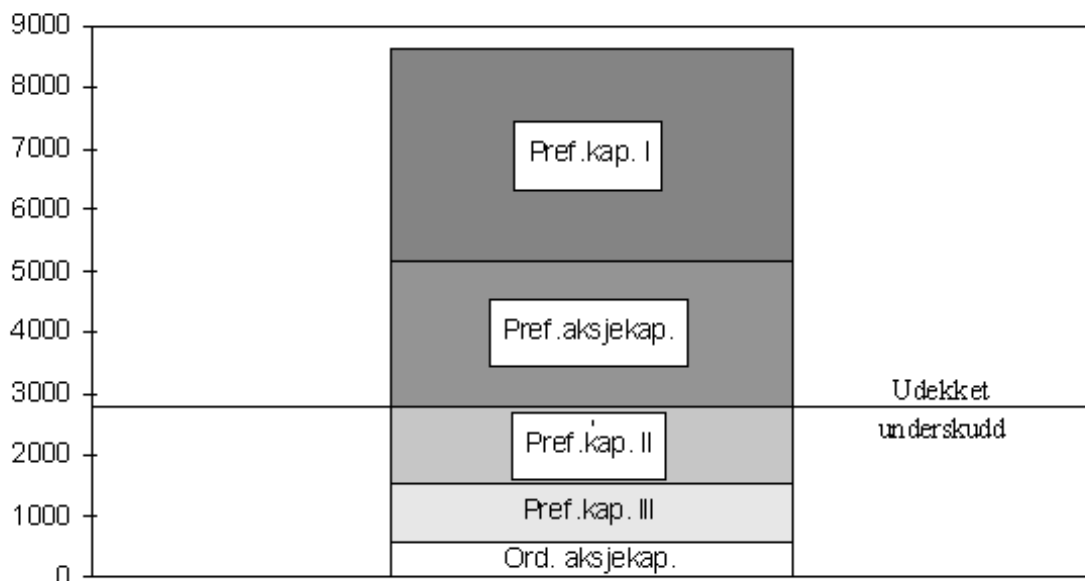 9000
8000
7000
Pref.kap. I
6000
5000
4000
Pref.aksjekap.
3000
Udekket
underskudd
2000
Pref.kap. II
1000
Pref.kap. III
Ord. aksjekap.
0